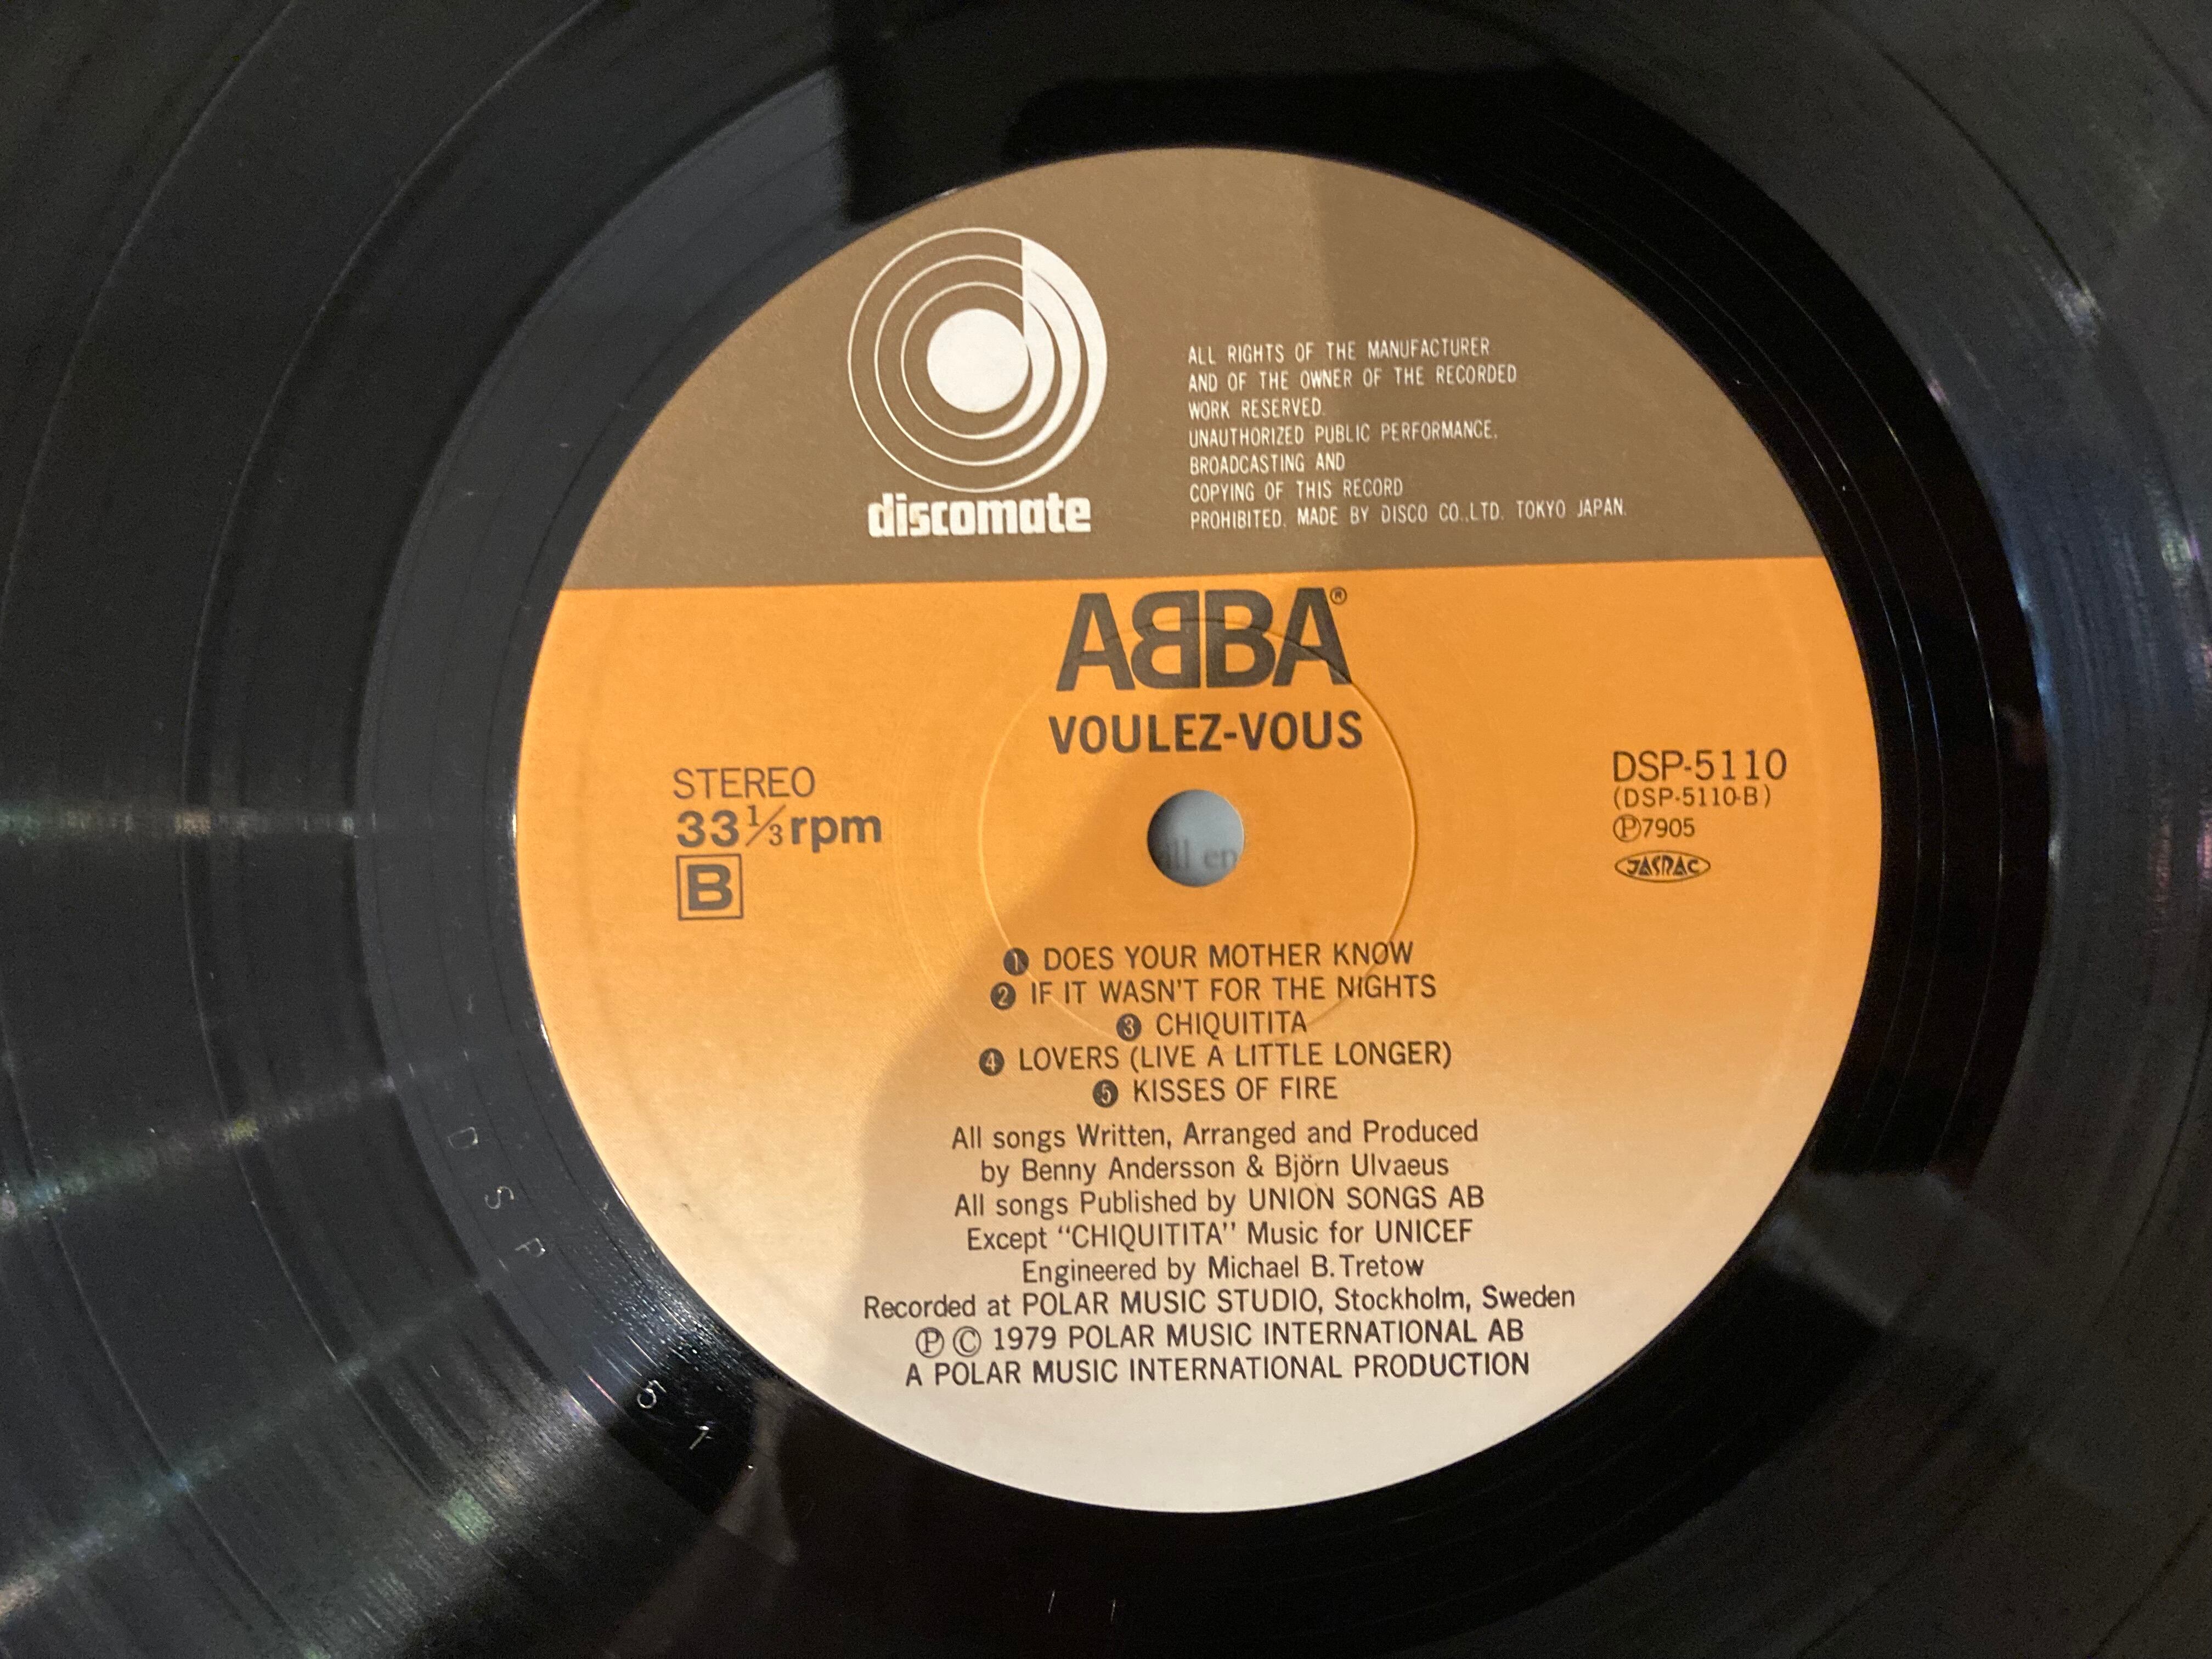 discomate
ALL RIGHTS OF THE MANUFACTURER
AND OF THE OWNER OF THE RECORDED
WORK RESERVED.
UNAUTHORIZED PUBLIC PERFORMANCE,
BROADCASTING AND
COPYING OF THIS RECORD
PROHIBITED. MADE BY DISCO CO.,LTD. TOKYO JAPAN.
ABBA®
VOULEZ-VOUS
STEREO
33⅓rpm
B
DSP-5110
(DSP-5110-B)
Ⓟ7905
JASRAC
❶ DOES YOUR MOTHER KNOW
❷ IF IT WASN'T FOR THE NIGHTS
❸ CHIQUITITA
❹ LOVERS (LIVE A LITTLE LONGER)
❺ KISSES OF FIRE
All songs Written, Arranged and Produced
by Benny Andersson & Björn Ulvaeus
All songs Published by UNION SONGS AB
Except "CHIQUITITA" Music for UNICEF
Engineered by Michael B. Tretow
Recorded at POLAR MUSIC STUDIO, Stockholm, Sweden
Ⓟ © 1979 POLAR MUSIC INTERNATIONAL AB
A POLAR MUSIC INTERNATIONAL PRODUCTION
DSP 51